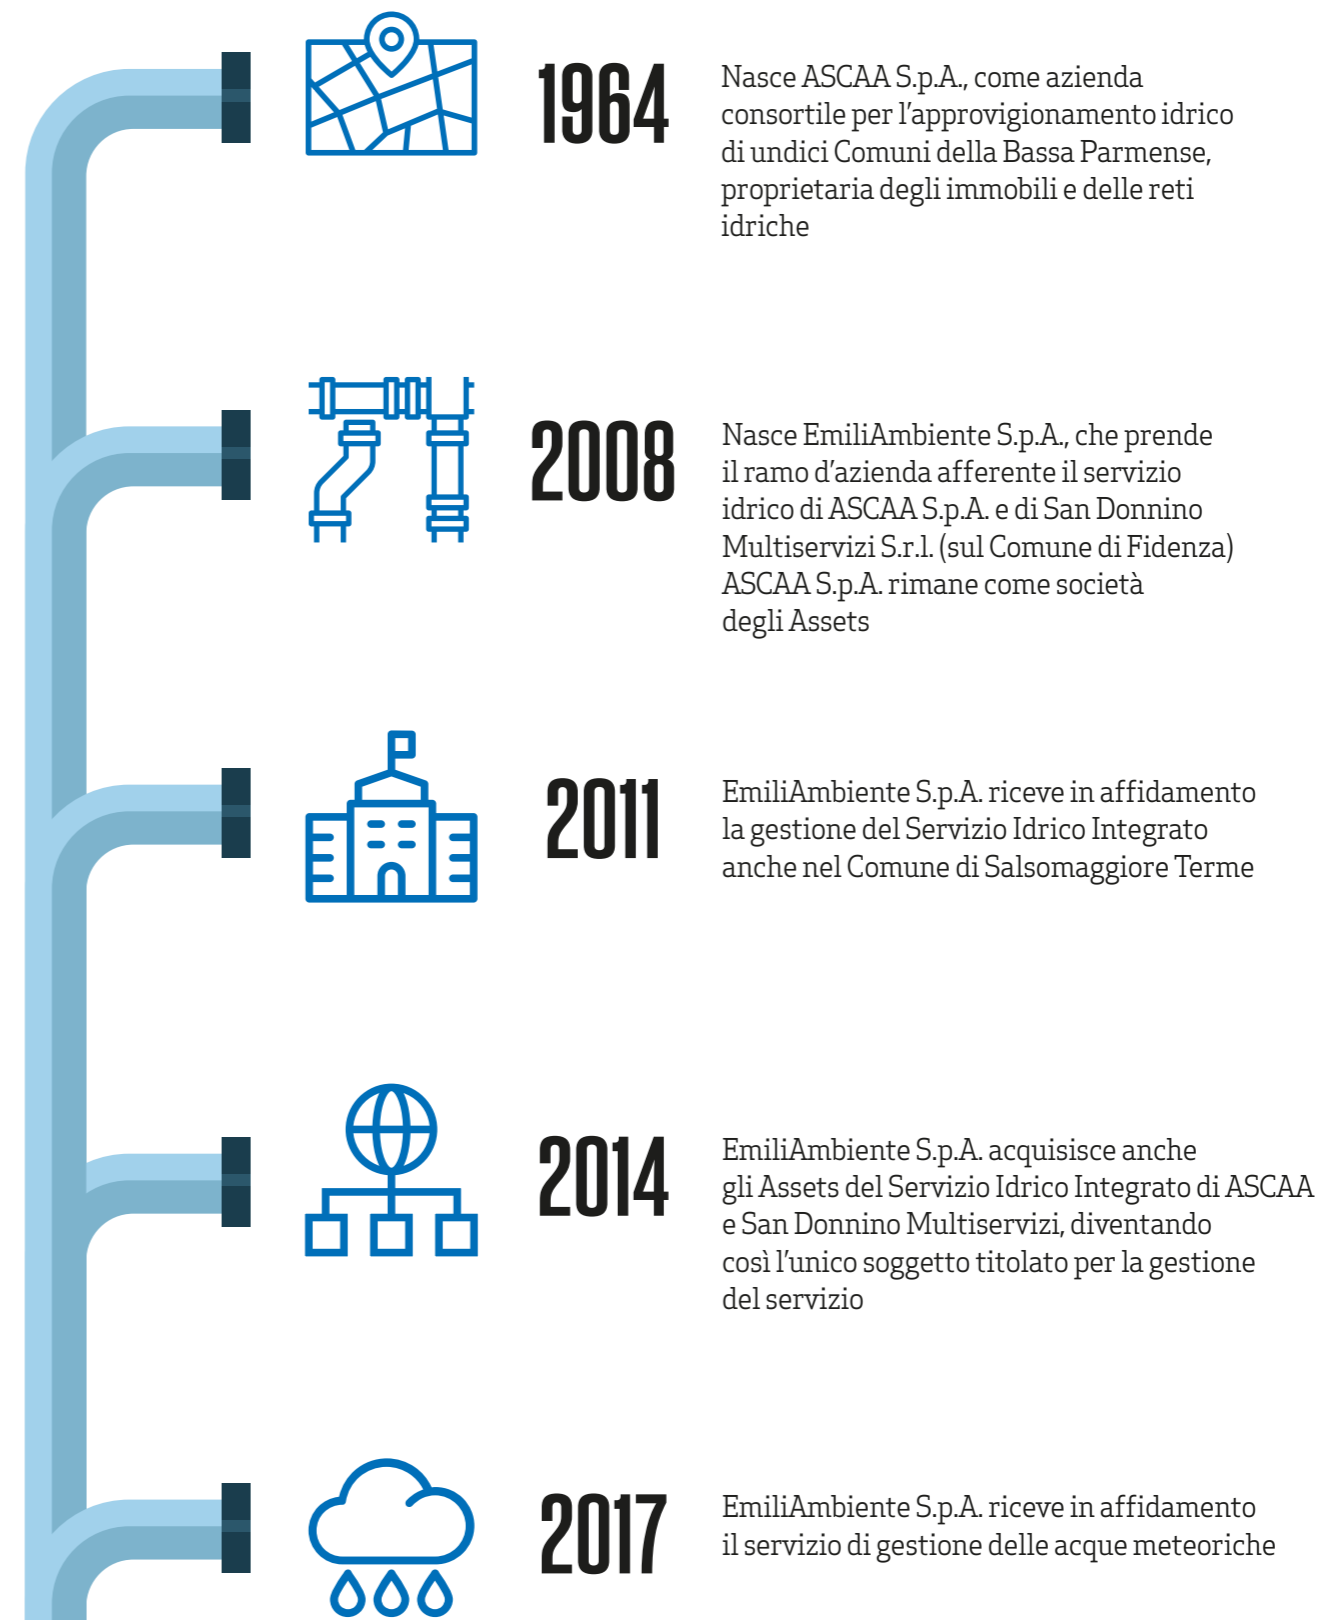 1964
Nasce ASCAA S.p.A., come azienda
consortile per l'approvigionamento idrico
di undici Comuni della Bassa Parmense,
proprietaria degli immobili e delle reti
idriche
2008
Nasce EmiliAmbiente S.p.A., che prende
il ramo d'azienda afferente il servizio
idrico di ASCAA S.p.A. e di San Donnino
Multiservizi S.r.l. (sul Comune di Fidenza)
ASCAA S.p.A. rimane come società
degli Assets
2011
EmiliAmbiente S.p.A. riceve in affidamento
la gestione del Servizio Idrico Integrato
anche nel Comune di Salsomaggiore Terme
2014
EmiliAmbiente S.p.A. acquisisce anche
gli Assets del Servizio Idrico Integrato di ASCAA
e San Donnino Multiservizi, diventando
così l'unico soggetto titolato per la gestione
del servizio
2017
EmiliAmbiente S.p.A. riceve in affidamento
il servizio di gestione delle acque meteoriche